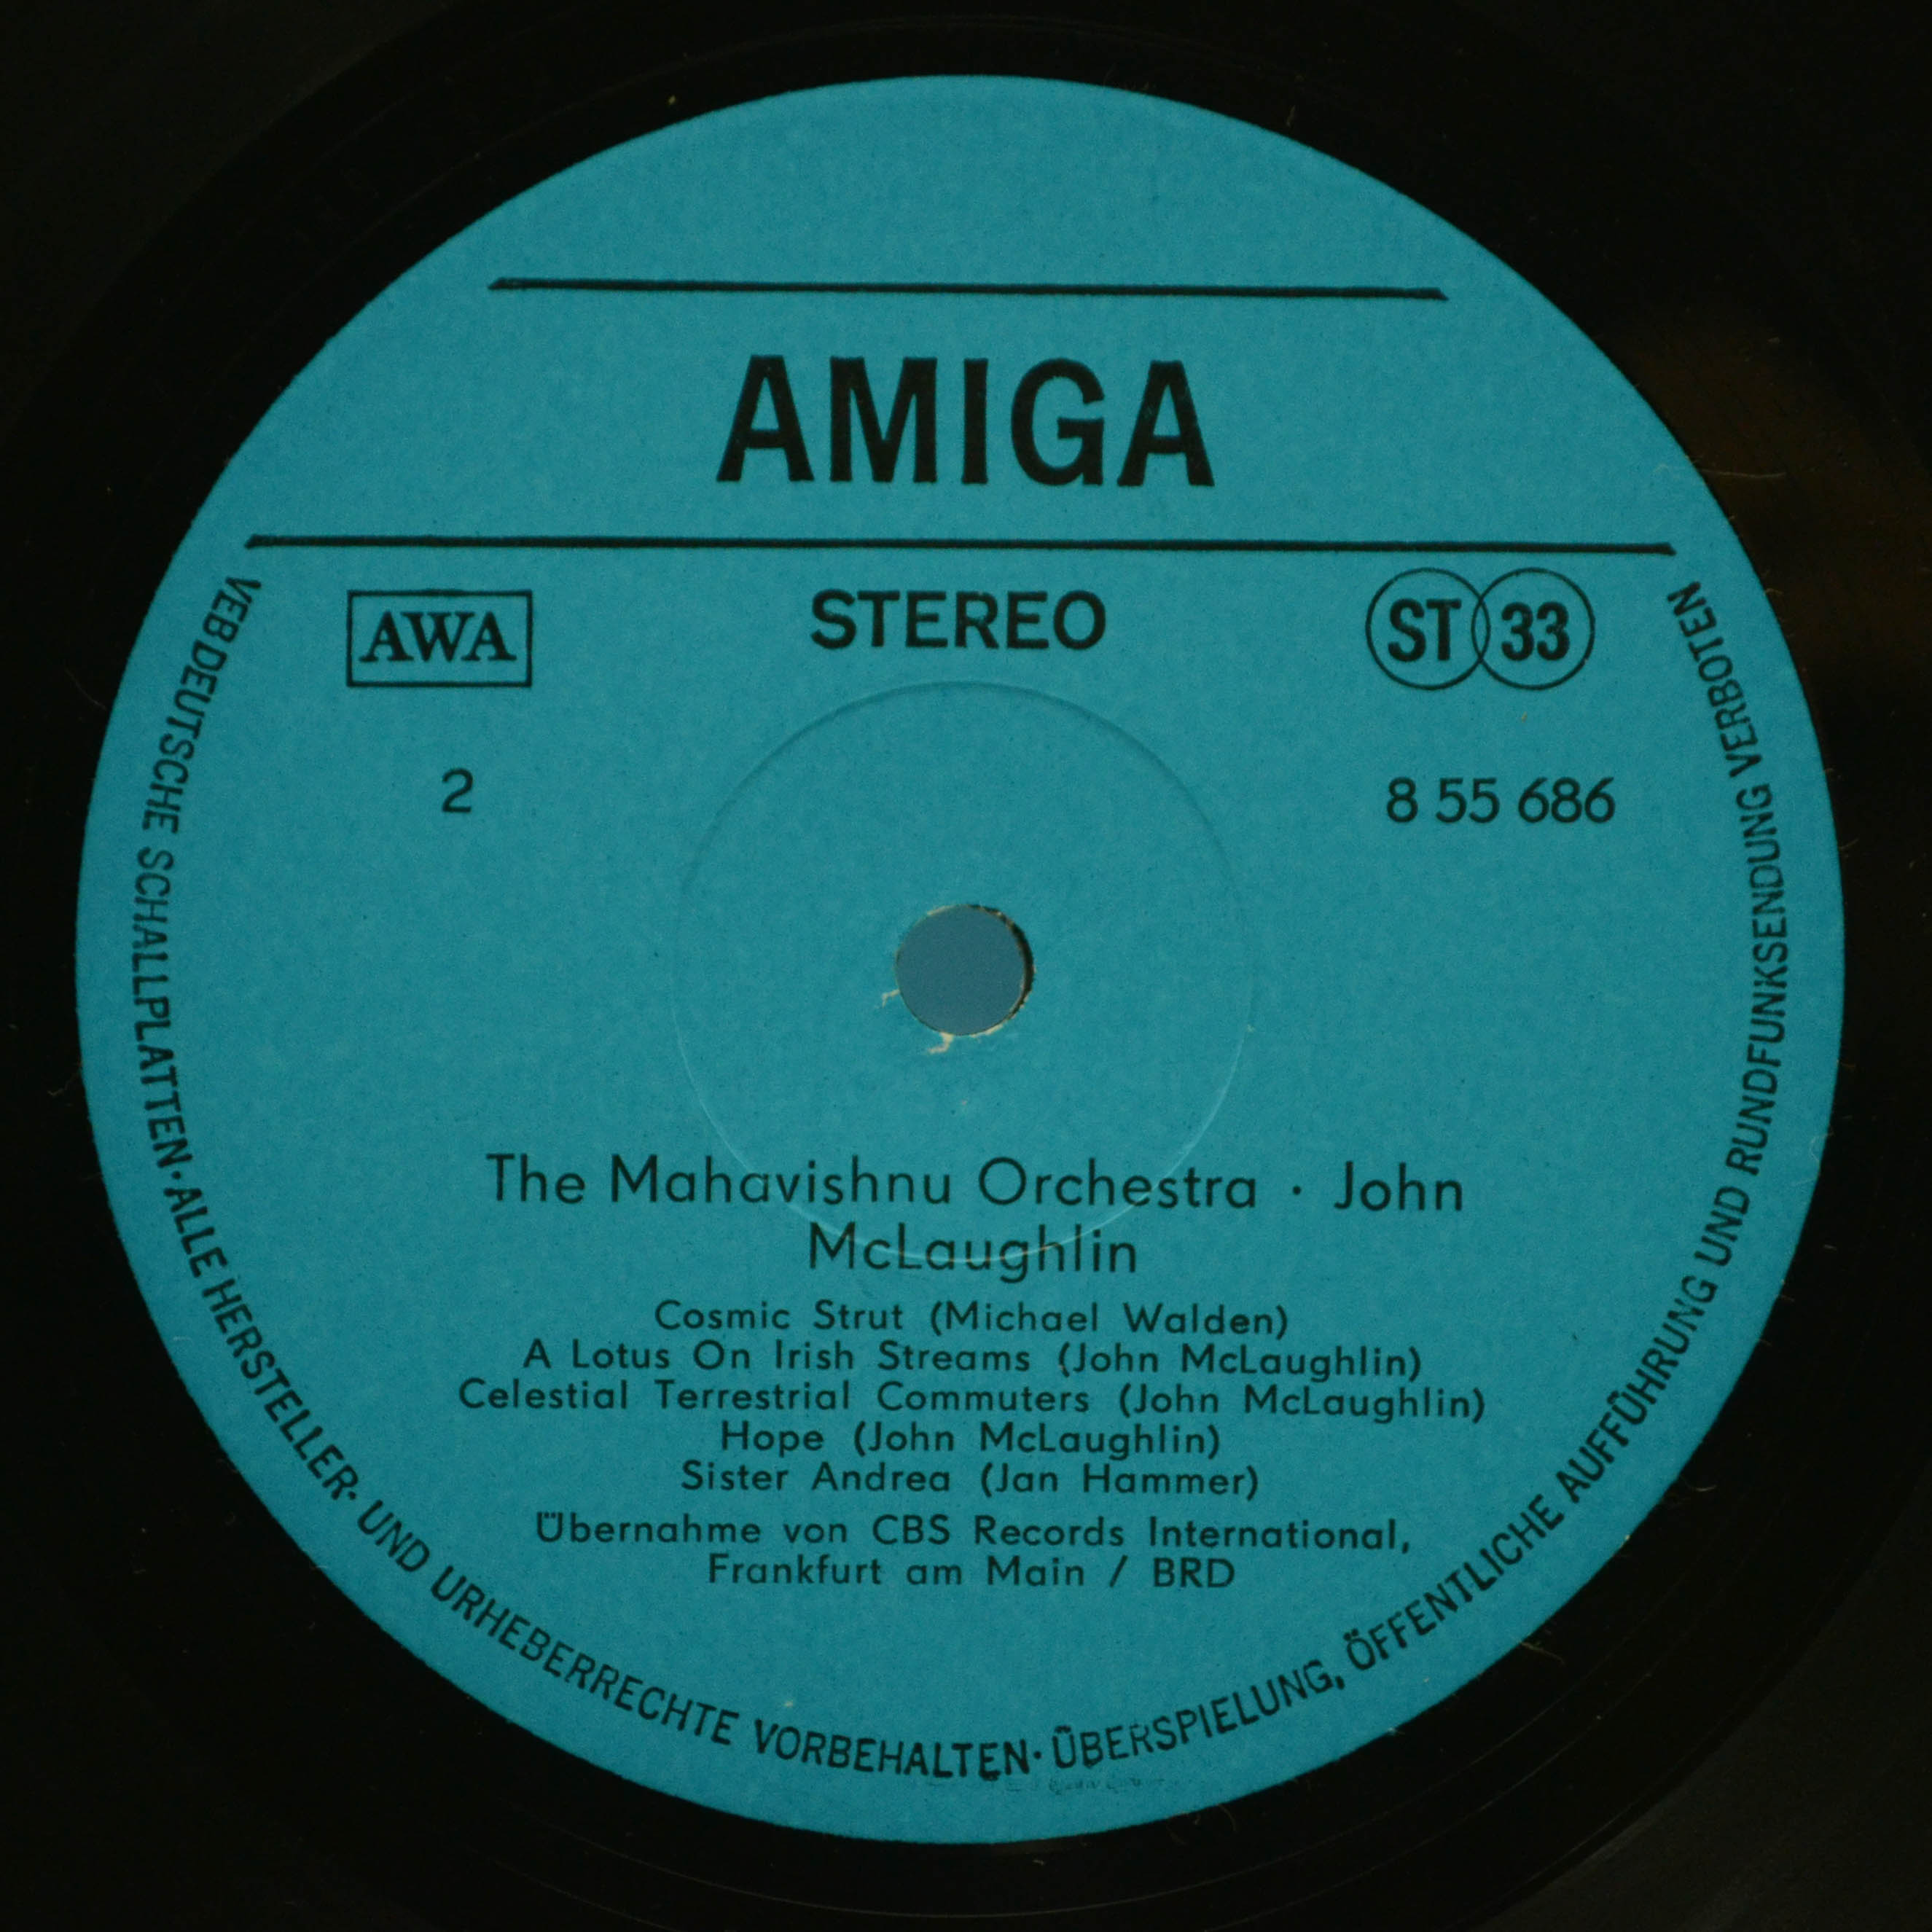 AMIGA
AWA
STEREO
ST 33
2
8 55 686
The Mahavishnu Orchestra · John
McLaughlin
Cosmic Strut (Michael Walden)
A Lotus On Irish Streams (John McLaughlin)
Celestial Terrestrial Commuters (John McLaughlin)
Hope (John McLaughlin)
Sister Andrea (Jan Hammer)
Übernahme von CBS Records International,
Frankfurt am Main / BRD
VEB DEUTSCHE SCHALLPLATTEN · ALLE HERSTELLER- UND URHEBERRECHTE VORBEHALTEN · ÜBERSPIELUNG, ÖFFENTLICHE AUFFÜHRUNG UND RUNDFUNKSENDUNG VERBOTEN